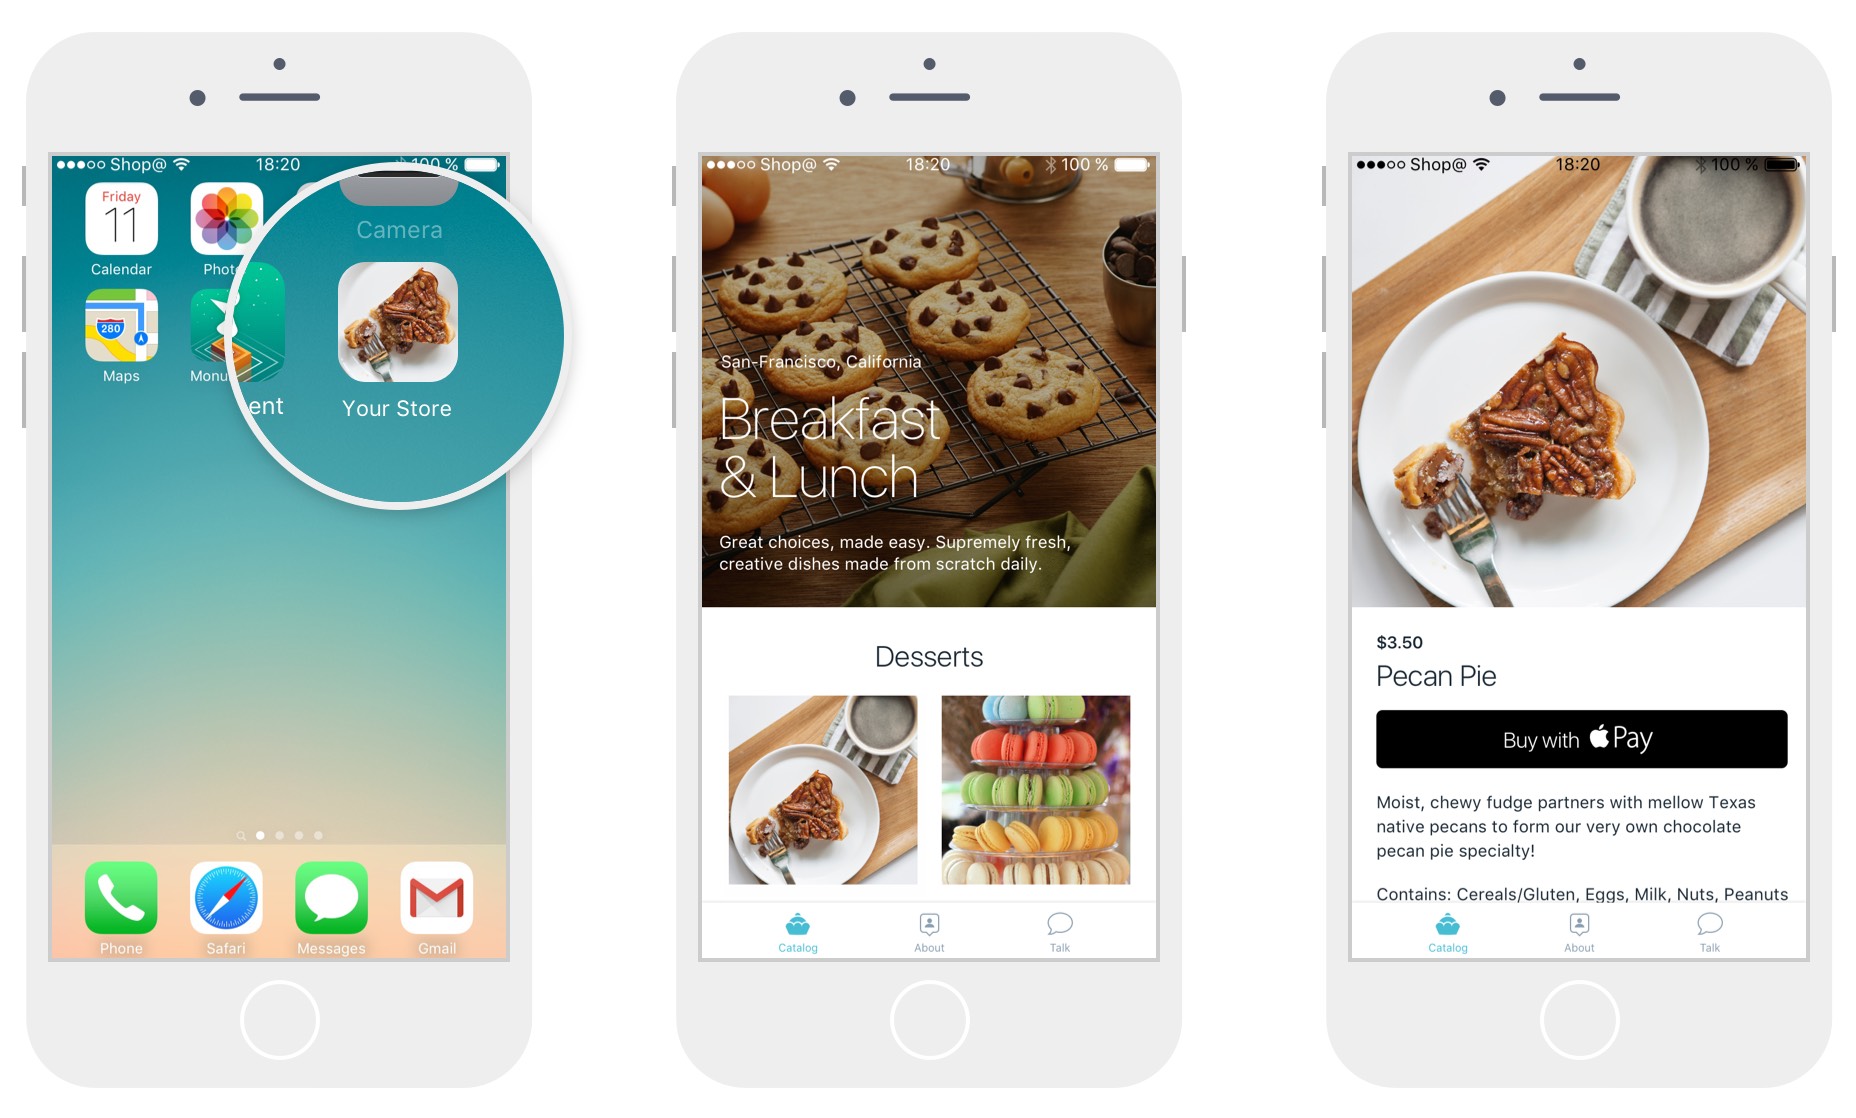 Shop@ 18:20 100 %
Friday
11
Calendar
Phot
Camera
280
Maps
Monu
ent
Your Store
Phone
Safari
Messages
Gmail
Shop@ 18:20 100 %
San-Francisco, California
Breakfast
& Lunch
Great choices, made easy. Supremely fresh,
creative dishes made from scratch daily.
Desserts
Catalog
About
Talk
Shop@ 18:20 100 %
$3.50
Pecan Pie
Buy with Pay
Moist, chewy fudge partners with mellow Texas
native pecans to form our very own chocolate
pecan pie specialty!
Contains: Cereals/Gluten, Eggs, Milk, Nuts, Peanuts
Catalog
About
Talk